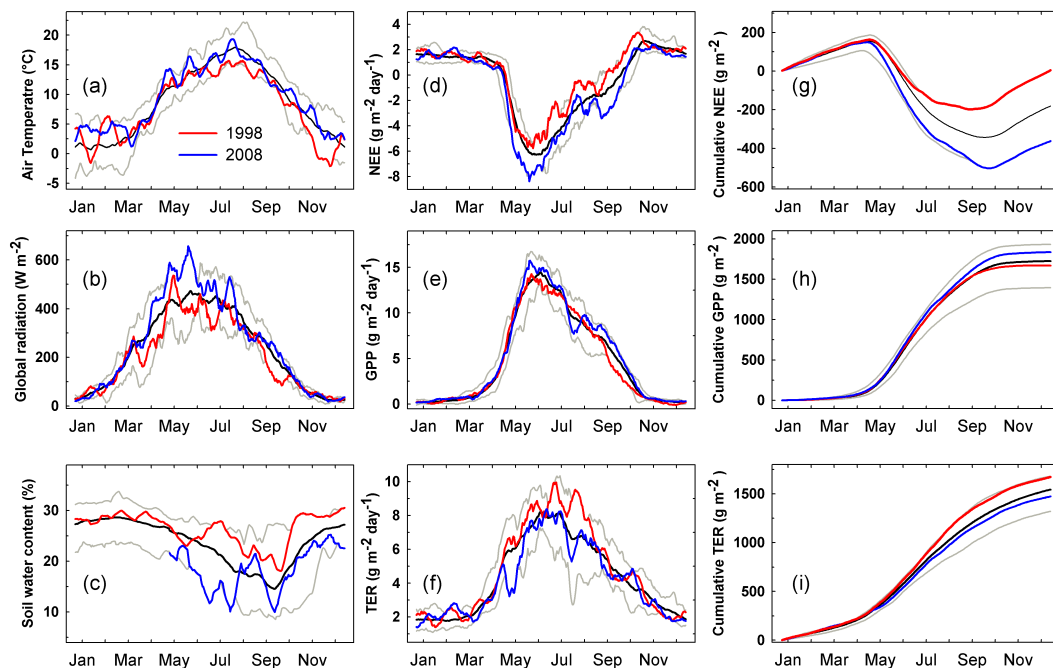 20
15
10
5
0
-5
Air Temperatre (°C)
(a)
1998
2008
Jan Mar May Jul Sep Nov
4
2
0
-2
-4
-6
-8
NEE (g m-2 day-1)
(d)
Jan Mar May Jul Sep Nov
200
0
-200
-400
-600
Cumulative NEE (g m-2)
(g)
Jan Mar May Jul Sep Nov
600
400
200
0
Global radiation (W m-2)
(b)
Jan Mar May Jul Sep Nov
15
10
5
0
GPP (g m-2 day-1)
(e)
Jan Mar May Jul Sep Nov
2000
1500
1000
500
0
Cumulative GPP (g m-2)
(h)
Jan Mar May Jul Sep Nov
30
20
10
Soil water content (%)
(c)
Jan Mar May Jul Sep Nov
10
8
6
4
2
TER (g m-2 day-1)
(f)
Jan Mar May Jul Sep Nov
1500
1000
500
0
Cumulative TER (g m-2)
(i)
Jan Mar May Jul Sep Nov